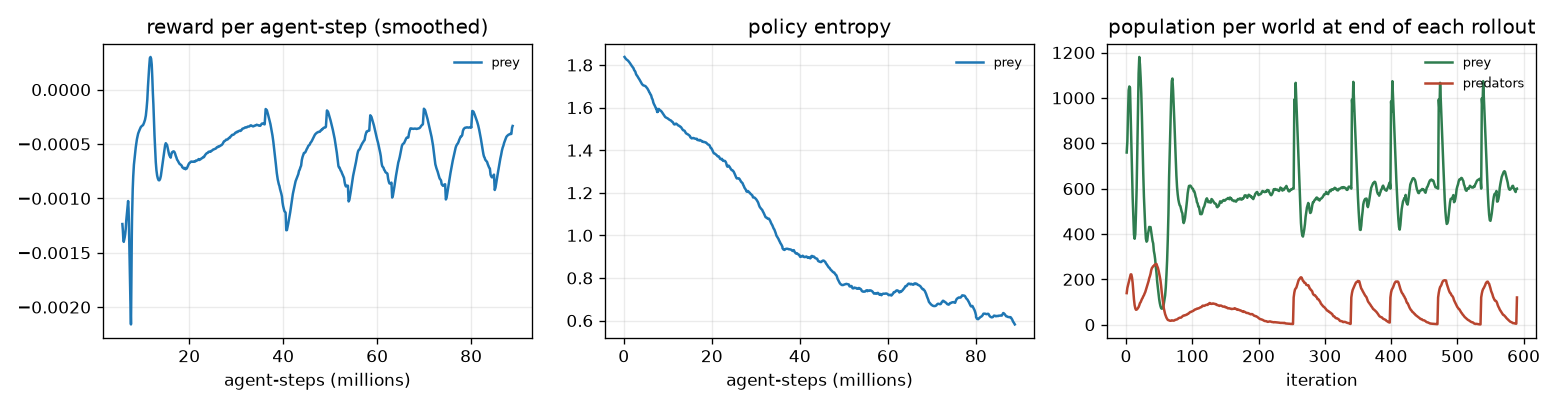 reward per agent-step (smoothed)
prey
0.0000
−0.0005
−0.0010
−0.0015
−0.0020
20 40 60 80
agent-steps (millions)
policy entropy
prey
1.8
1.6
1.4
1.2
1.0
0.8
0.6
0 20 40 60 80
agent-steps (millions)
population per world at end of each rollout
prey
predators
1200
1000
800
600
400
200
0
0 100 200 300 400 500 600
iteration